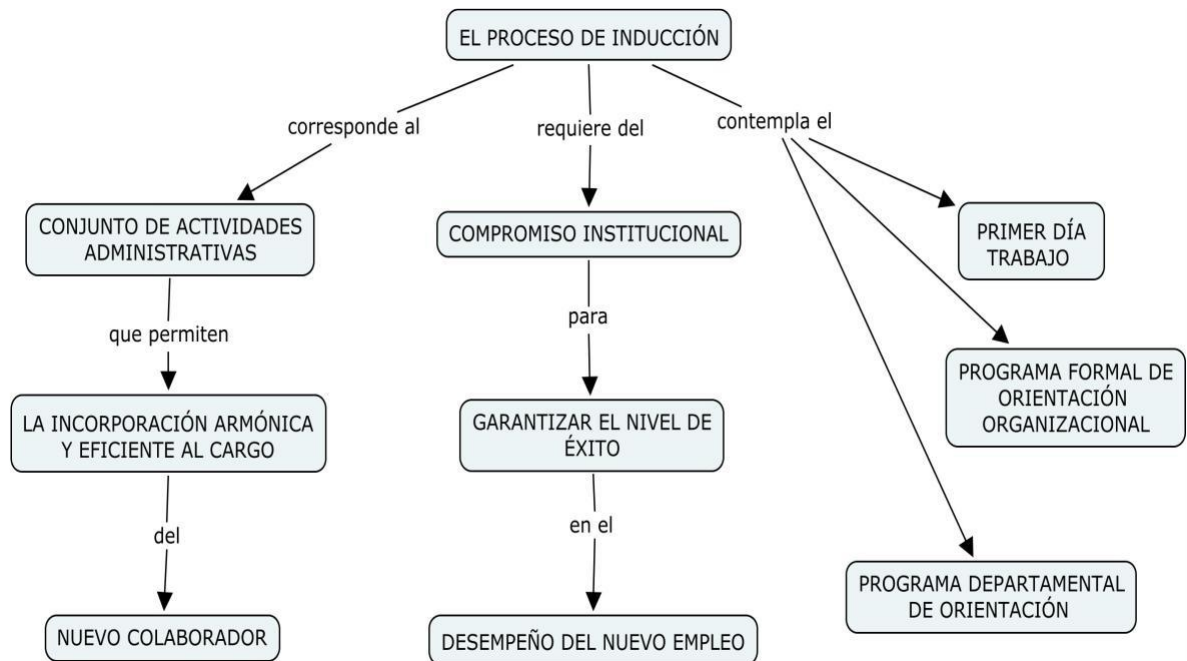 EL PROCESO DE INDUCCIÓN
corresponde al
requiere del
contempla el
CONJUNTO DE ACTIVIDADES
ADMINISTRATIVAS
COMPROMISO INSTITUCIONAL
PRIMER DÍA
TRABAJO
que permiten
para
PROGRAMA FORMAL DE
ORIENTACIÓN
ORGANIZACIONAL
LA INCORPORACIÓN ARMÓNICA
Y EFICIENTE AL CARGO
GARANTIZAR EL NIVEL DE
ÉXITO
del
en el
PROGRAMA DEPARTAMENTAL
DE ORIENTACIÓN
NUEVO COLABORADOR
DESEMPEÑO DEL NUEVO EMPLEO